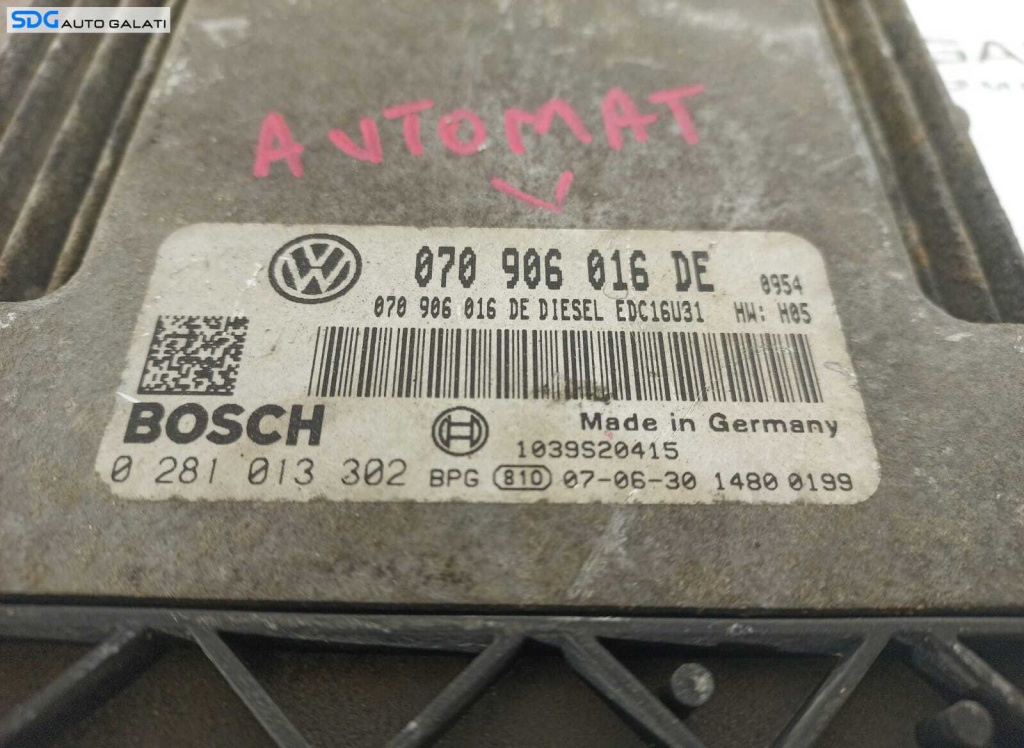 SDG AUTO GALATI
AVTOMAT
070 906 016 DE 0954
070 906 016 DE DIESEL EDC16U31 HW: H05
BOSCH
Made in Germany
1039S20415
0 281 013 302 BPG 810 07-06-30 1480 0199